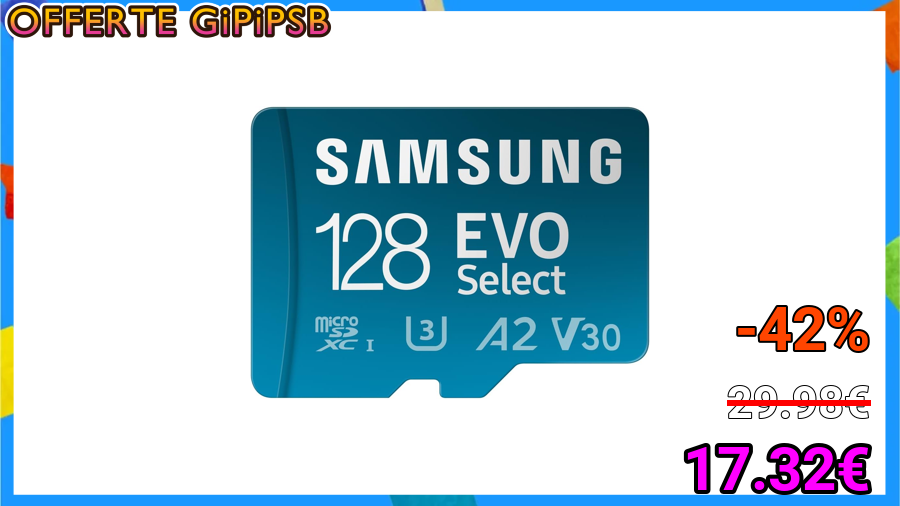 OFFERTE GiPiPSB
SAMSUNG
128 EVO
Select
micro
SD
XC I U3 A2 V30
-42%
29.98€
17.32€